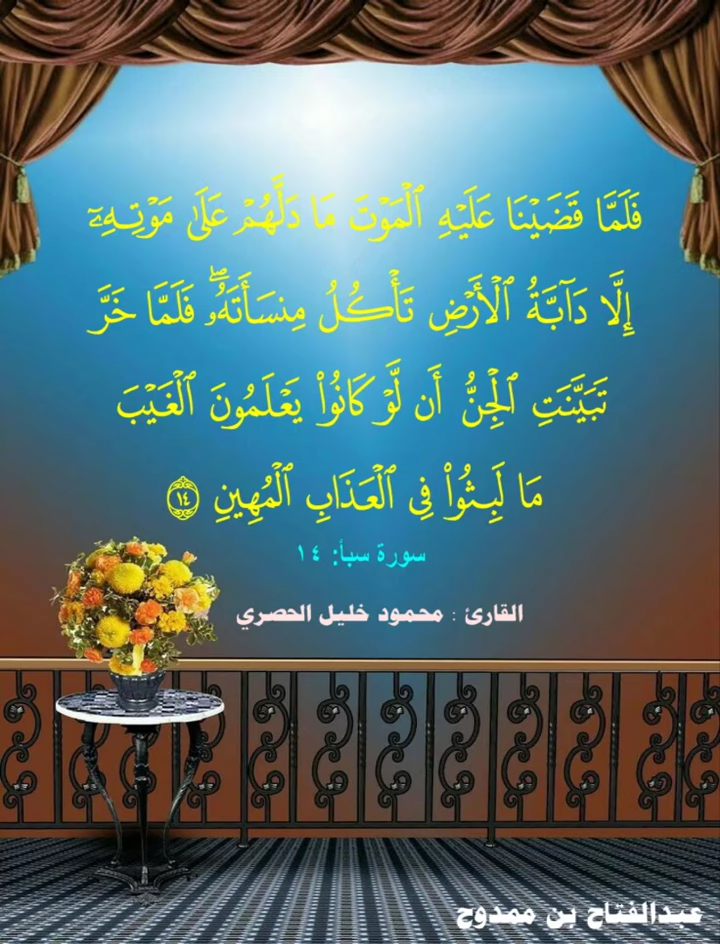 فَلَمَّا قَضَيْنَا عَلَيْهِ ٱلْمَوْتَ مَا دَلَّهُمْ عَلَىٰ مَوْتِهِۦٓ
إِلَّا دَآبَّةُ ٱلْأَرْضِ تَأْكُلُ مِنسَأَتَهُۥ ۖ فَلَمَّا خَرَّ
تَبَيَّنَتِ ٱلْجِنُّ أَن لَّوْ كَانُوا۟ يَعْلَمُونَ ٱلْغَيْبَ
مَا لَبِثُوا۟ فِى ٱلْعَذَابِ ٱلْمُهِينِ ١٤
سورة سبأ: ١٤
القارئ : محمود خليل الحصري
عبدالفتاح بن ممدوح